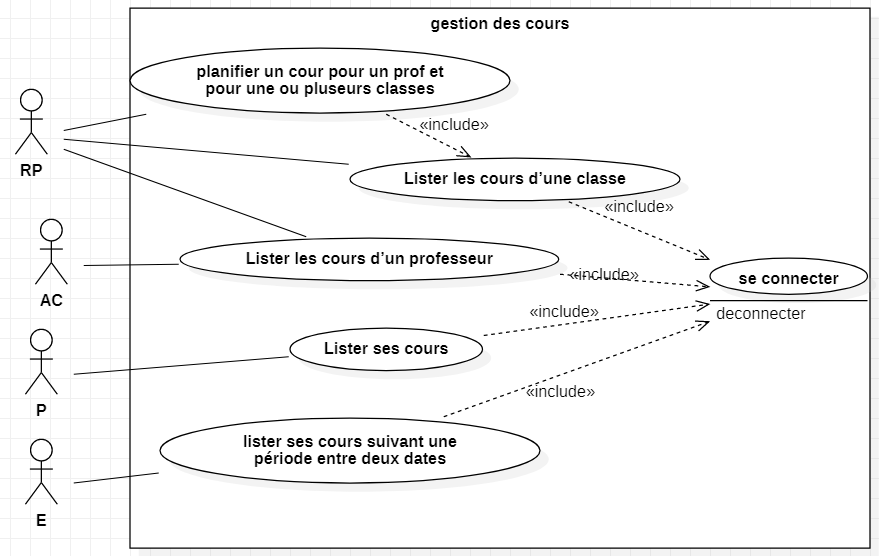 gestion des cours
planifier un cour pour un prof et
pour une ou pluseurs classes
«include»
RP
Lister les cours d'une classe
«include»
Lister les cours d'un professeur
AC
«include»
se connecter
deconnecter
«include»
Lister ses cours
P
«include»
lister ses cours suivant une
période entre deux dates
E